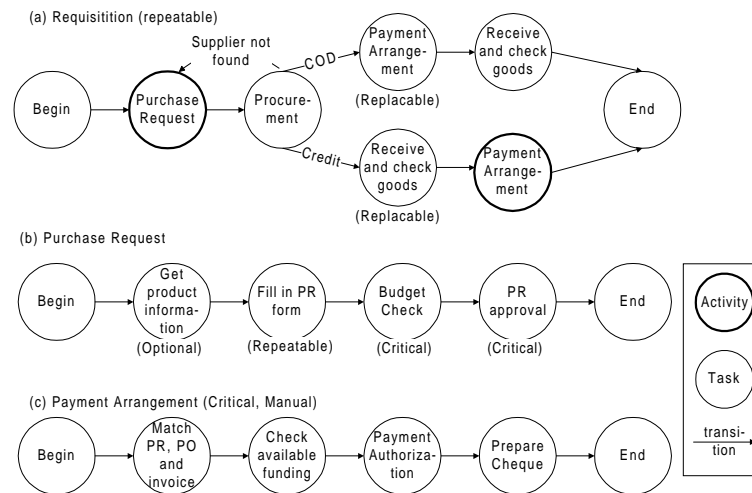 (a) Requisitition (repeatable)
Supplier not
found
COD
Payment
Arrange-
ment
(Replacable)
Receive
and check
goods
Begin
Purchase
Request
Procure-
ment
End
Credit
Receive
and check
goods
(Replacable)
Payment
Arrange-
ment
(b) Purchase Request
Begin
Get
product
informa-
tion
(Optional)
Fill in PR
form
(Repeatable)
Budget
Check
(Critical)
PR
approval
(Critical)
End
Activity
Task
transi-
tion
(c) Payment Arrangement (Critical, Manual)
Begin
Match
PR, PO
and
invoice
Check
available
funding
Payment
Authoriza-
tion
Prepare
Cheque
End